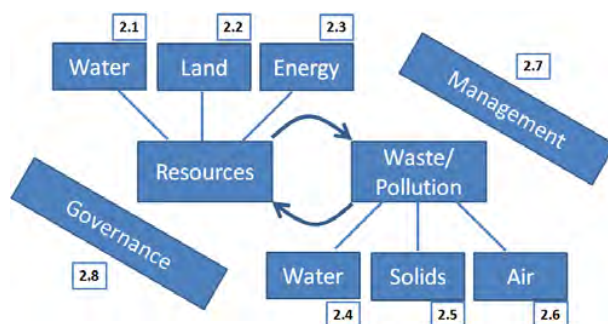 2.1
2.2
2.3
Water
Land
Energy
2.7
Management
Resources
Waste/
Pollution
Governance
2.8
Water
Solids
Air
2.4
2.5
2.6